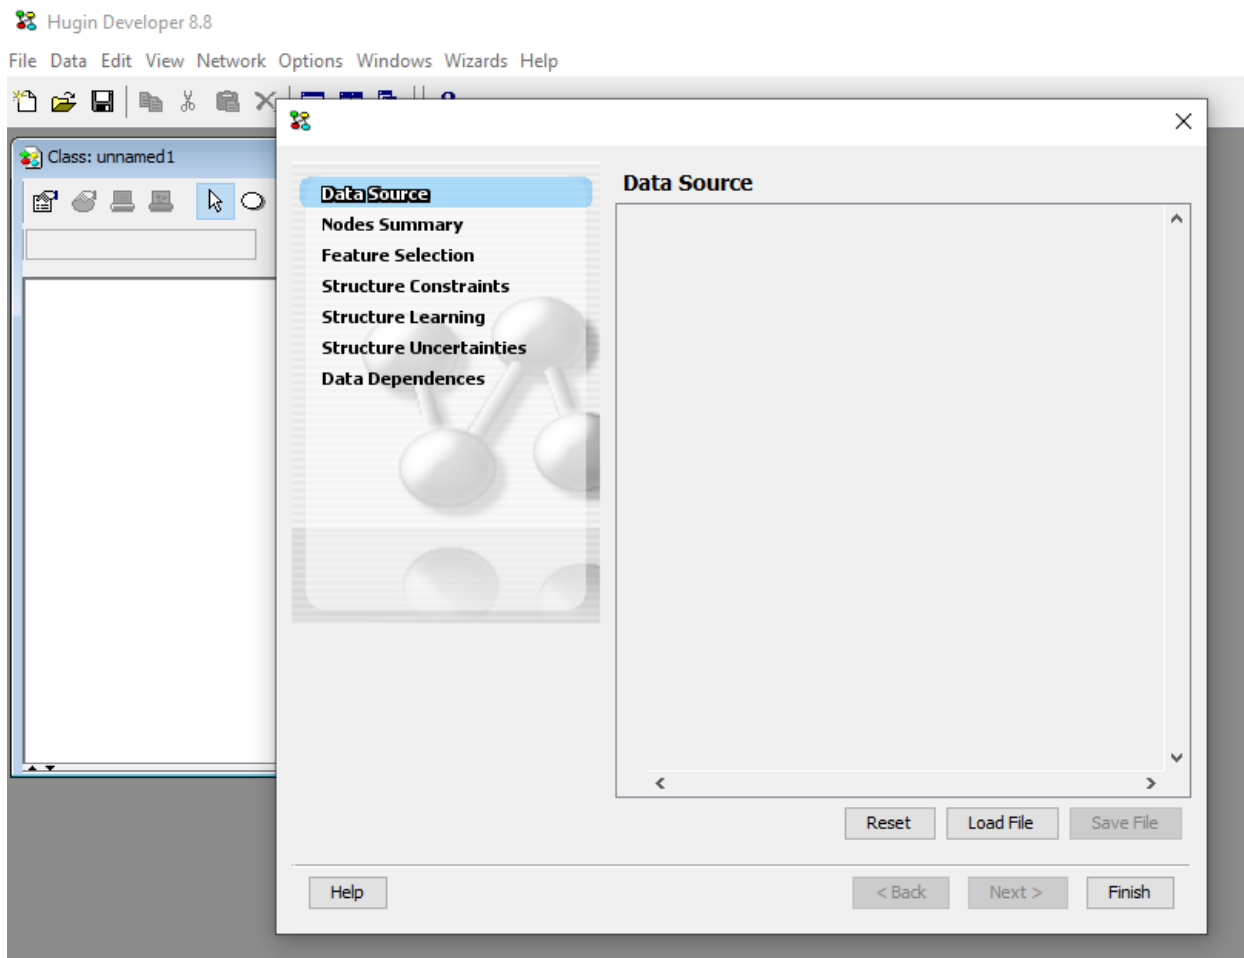 Hugin Developer 8.8
File Data Edit View Network Options Windows Wizards Help
Class: unnamed1
Data Source
Nodes Summary
Feature Selection
Structure Constraints
Structure Learning
Structure Uncertainties
Data Dependences
Data Source
Reset Load File Save File
Help < Back Next > Finish